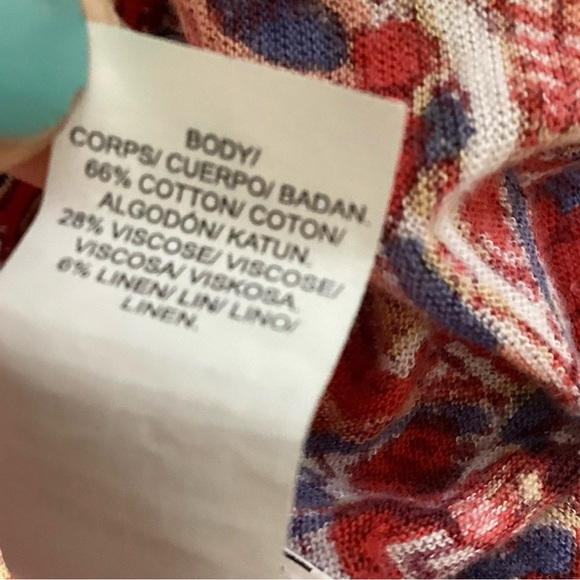 BODY/
CORPS/ CUERPO/ BADAN.
66% COTTON/ COTON/
ALGODÓN/ KATUN.
28% VISCOSE/ VISCOSE/
VISCOSA/ VISKOSA.
6% LINEN/ LIN/ LINO/
LINEN.